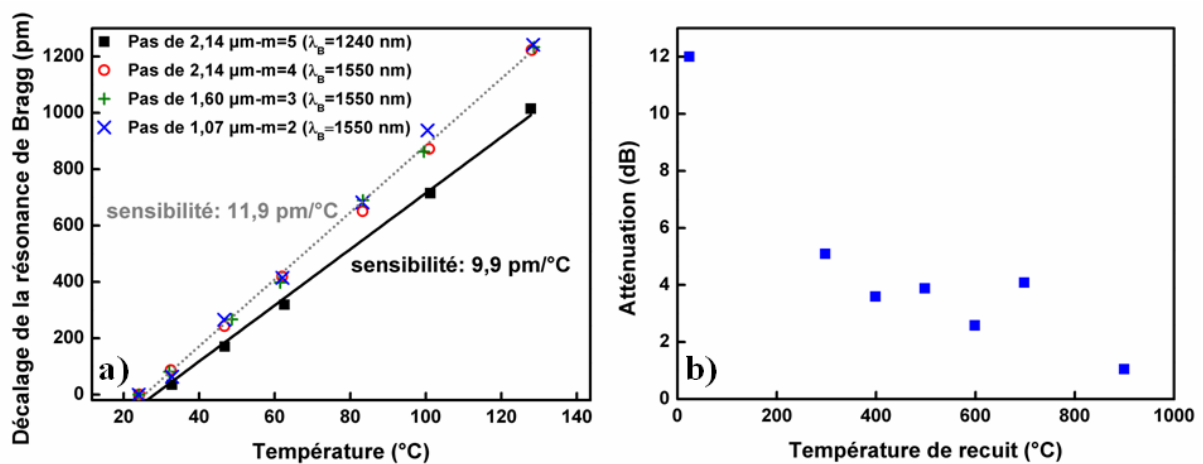 Décalage de la résonance de Bragg (pm)
1200
1000
800
600
400
200
0
Pas de 2,14 µm-m=5 (λB=1240 nm)
Pas de 2,14 µm-m=4 (λB=1550 nm)
Pas de 1,60 µm-m=3 (λB=1550 nm)
Pas de 1,07 µm-m=2 (λB=1550 nm)
sensibilité: 11,9 pm/°C
sensibilité: 9,9 pm/°C
a)
20 40 60 80 100 120 140
Température (°C)
Atténuation (dB)
12
10
8
6
4
2
0
b)
0 200 400 600 800 1000
Température de recuit (°C)